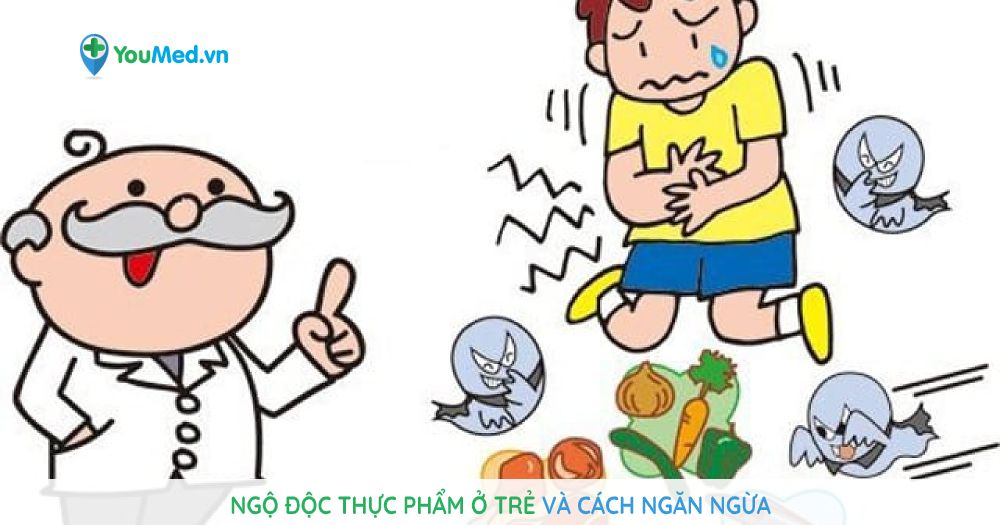 YouMed.vn
NGỘ ĐỘC THỰC PHẨM Ở TRẺ VÀ CÁCH NGĂN NGỪA